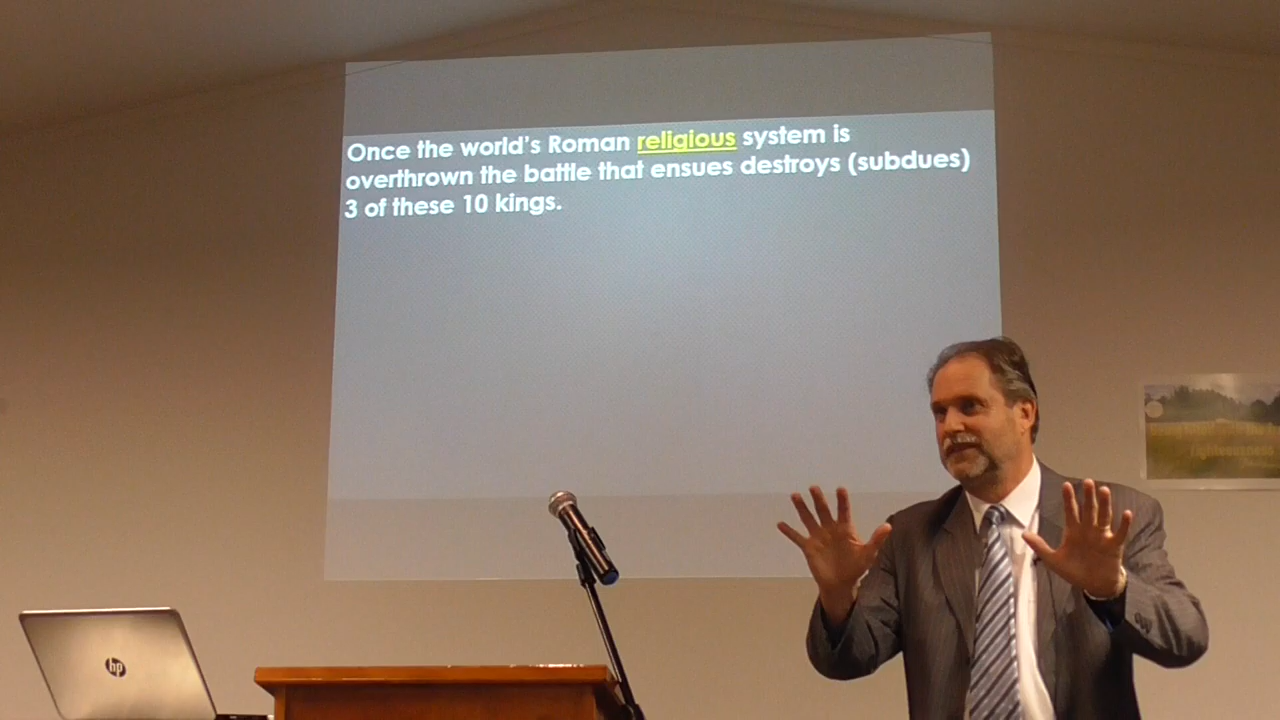 Once the world's Roman religious system is
overthrown the battle that ensues destroys (subdues)
3 of these 10 kings.
hp